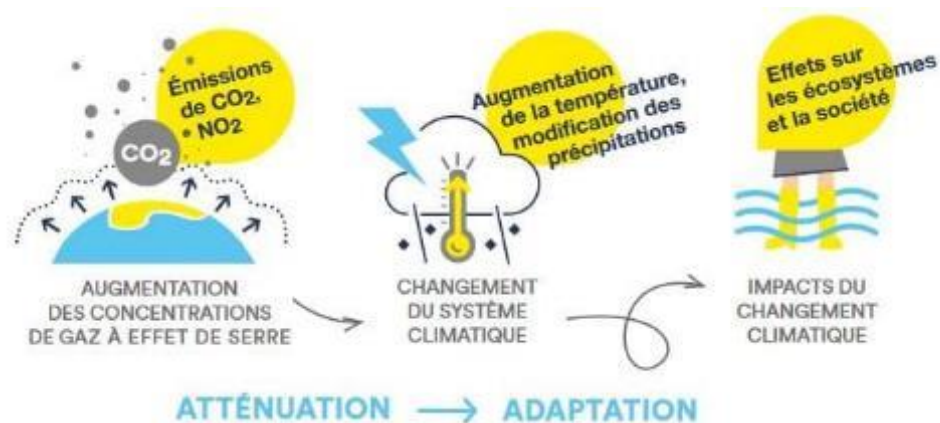 Émissions
de CO2,
NO2
CO2
AUGMENTATION
DES CONCENTRATIONS
DE GAZ À EFFET DE SERRE
Augmentation
de la température,
modification des
précipitations
CHANGEMENT
DU SYSTÈME
CLIMATIQUE
Effets sur
les écosystèmes
et la société
IMPACTS DU
CHANGEMENT
CLIMATIQUE
ATTÉNUATION → ADAPTATION